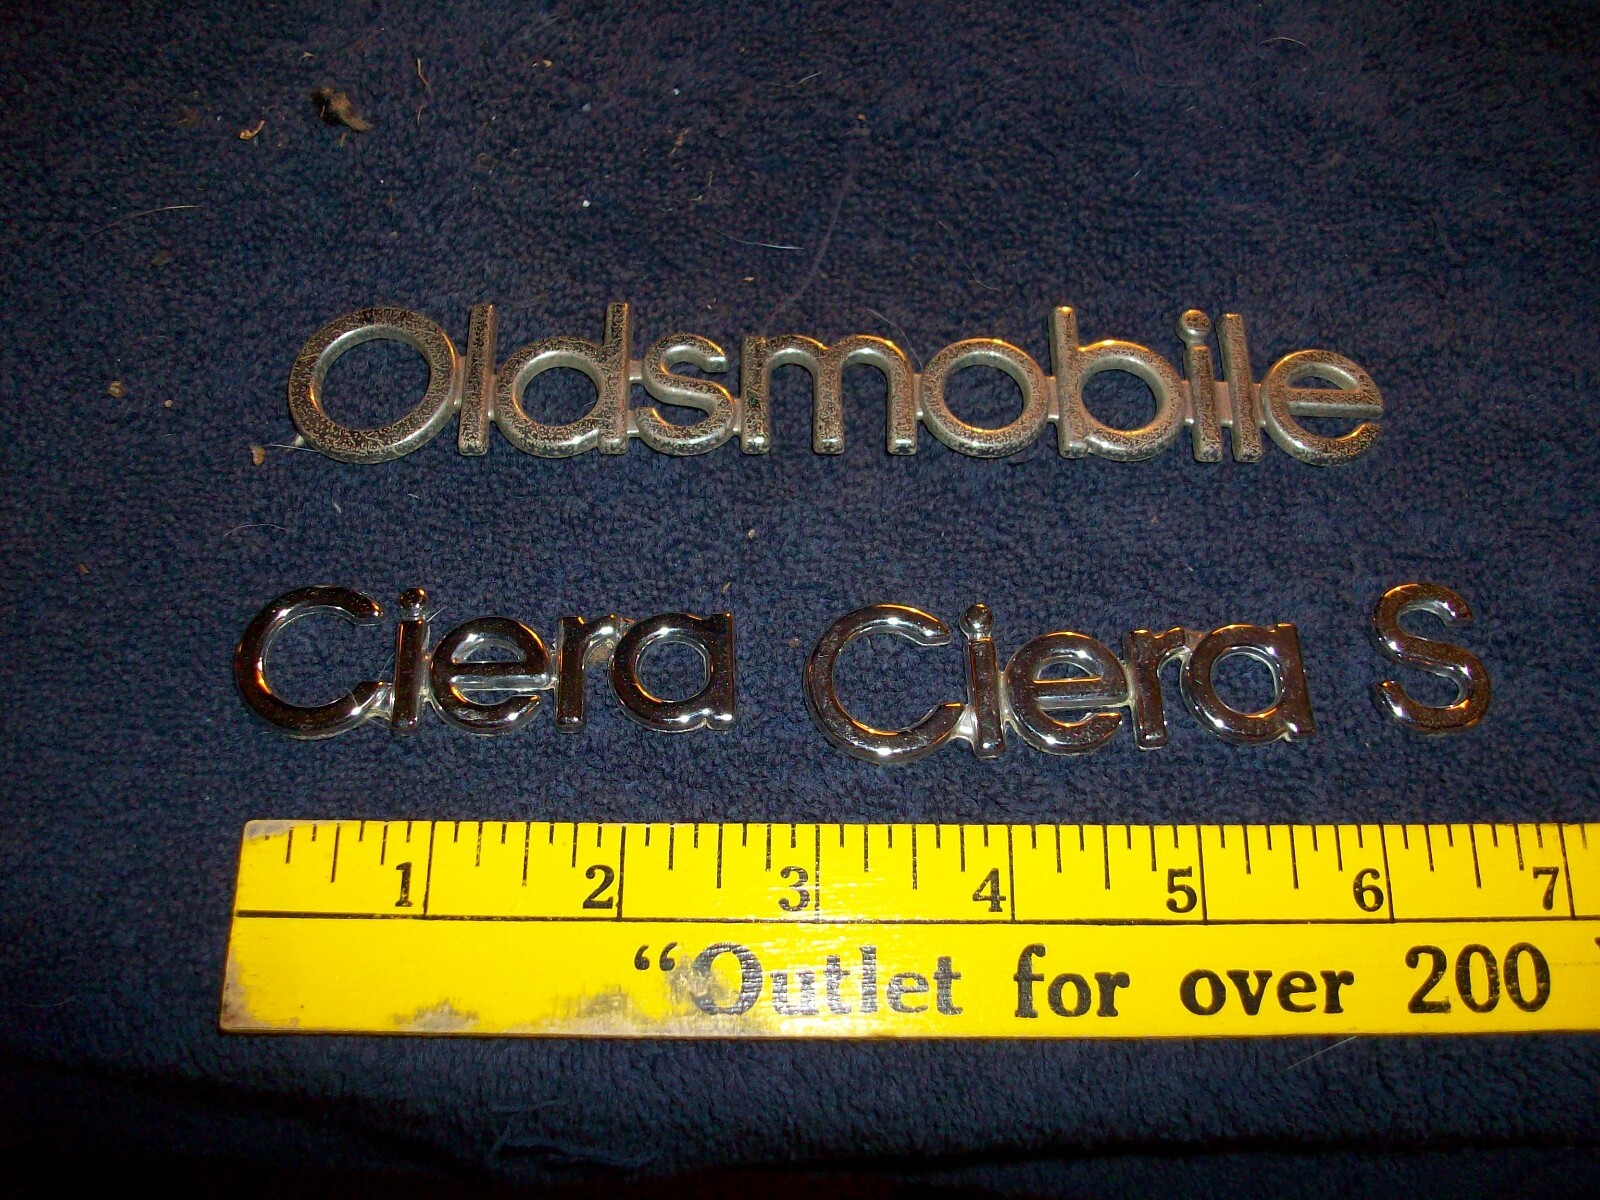 Oldsmobile
Ciera Ciera S
1 2 3 4 5 6 7
“Outlet for over 200